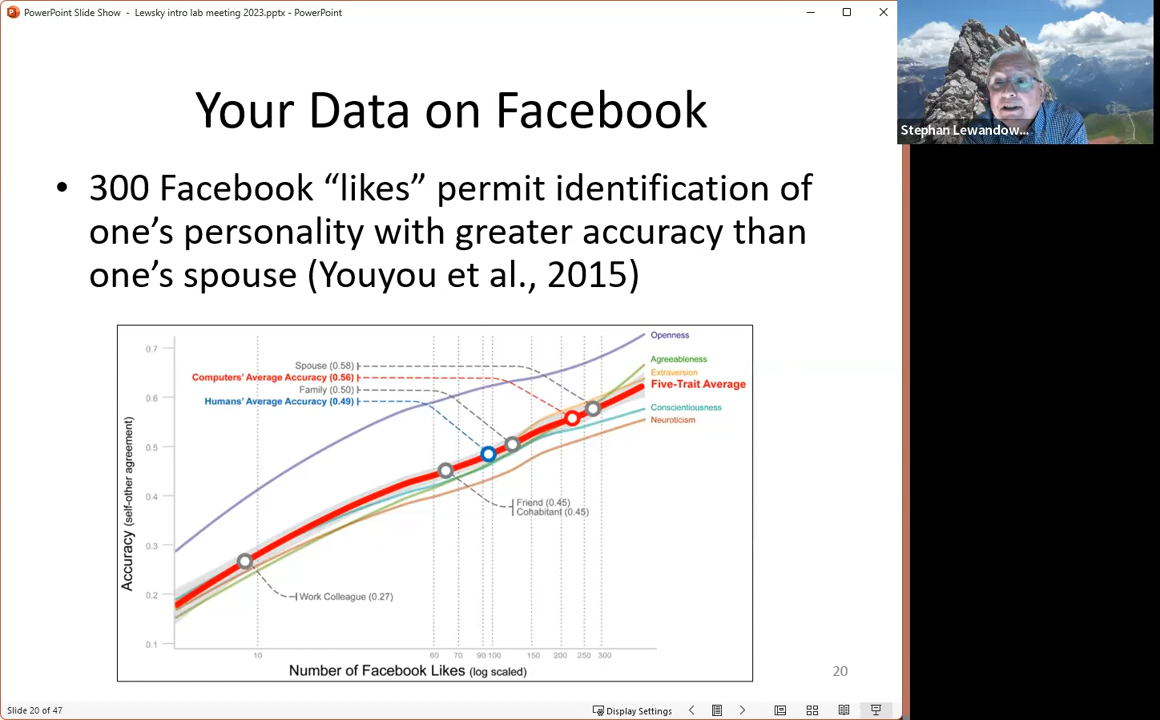 PowerPoint Slide Show - Lewsky intro lab meeting 2023.pptx - PowerPoint
Stephan Lewandow...
Your Data on Facebook
• 300 Facebook “likes” permit identification of
one’s personality with greater accuracy than
one’s spouse (Youyou et al., 2015)
Openness
Agreeableness
Extraversion
Five-Trait Average
Conscientiousness
Neuroticism
Spouse (0.58)
Computers’ Average Accuracy (0.56)
Family (0.50)
Humans’ Average Accuracy (0.49)
Friend (0.45)
Cohabitant (0.45)
Work Colleague (0.27)
Accuracy (self-other agreement)
0.7
0.6
0.5
0.4
0.3
0.2
0.1
10 60 70 90 100 150 200 250 300
Number of Facebook Likes (log scaled)
20
Slide 20 of 47
Display Settings